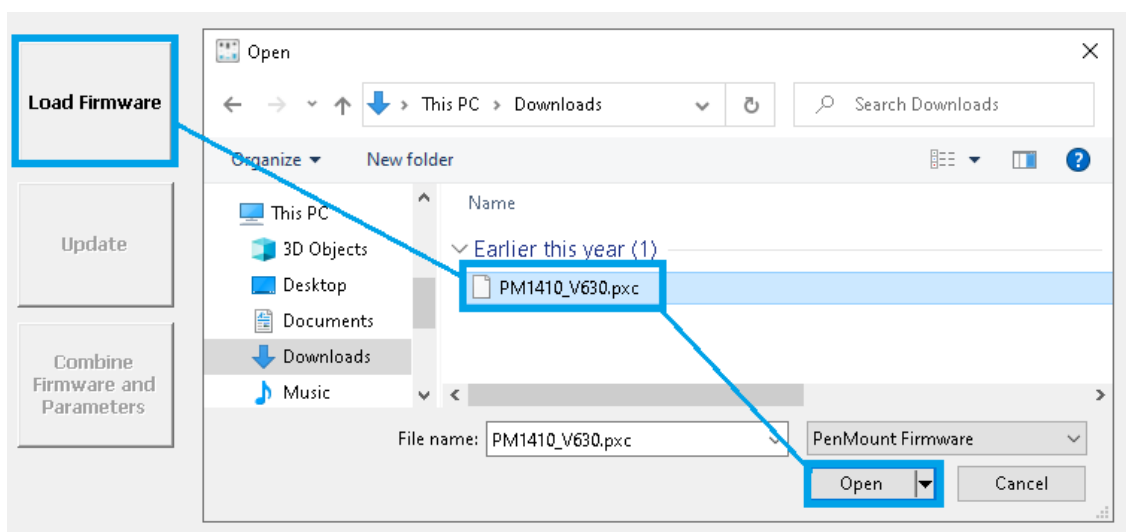 Load Firmware
Update
Combine
Firmware and
Parameters
Open
This PC > Downloads
Search Downloads
Organize
New folder
?
This PC
3D Objects
Desktop
Documents
Downloads
Music
Name
Earlier this year (1)
PM1410_V630.pxc
File name: PM1410_V630.pxc
PenMount Firmware
Open
Cancel